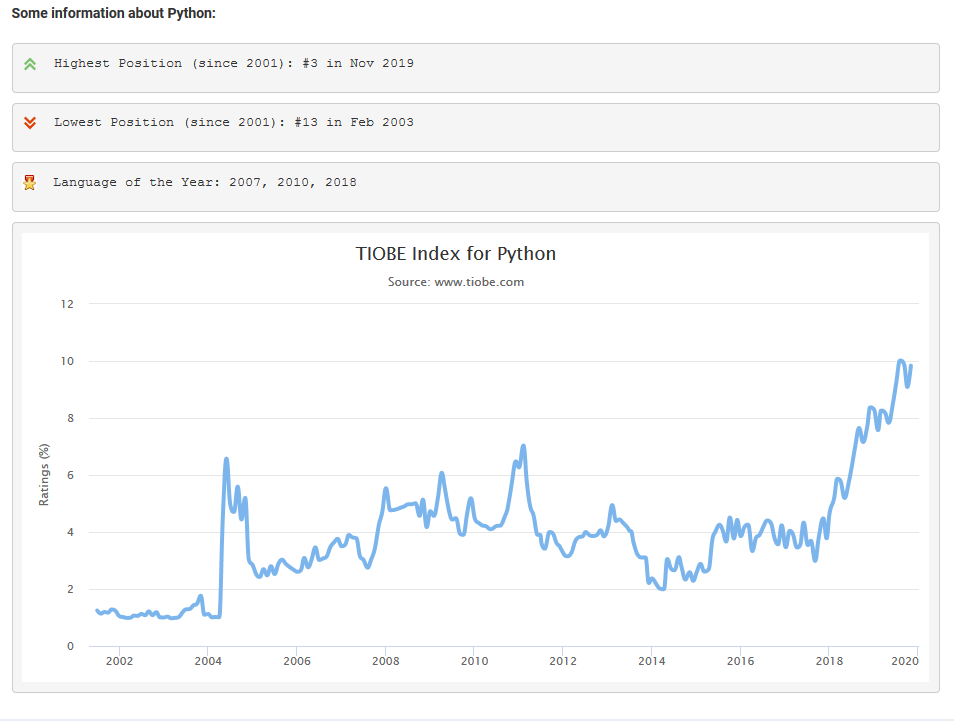 Some information about Python:
Highest Position (since 2001): #3 in Nov 2019
Lowest Position (since 2001): #13 in Feb 2003
Language of the Year: 2007, 2010, 2018
TIOBE Index for Python
Source: www.tiobe.com
12
10
8
6
4
2
0
Ratings (%)
2002 2004 2006 2008 2010 2012 2014 2016 2018 2020